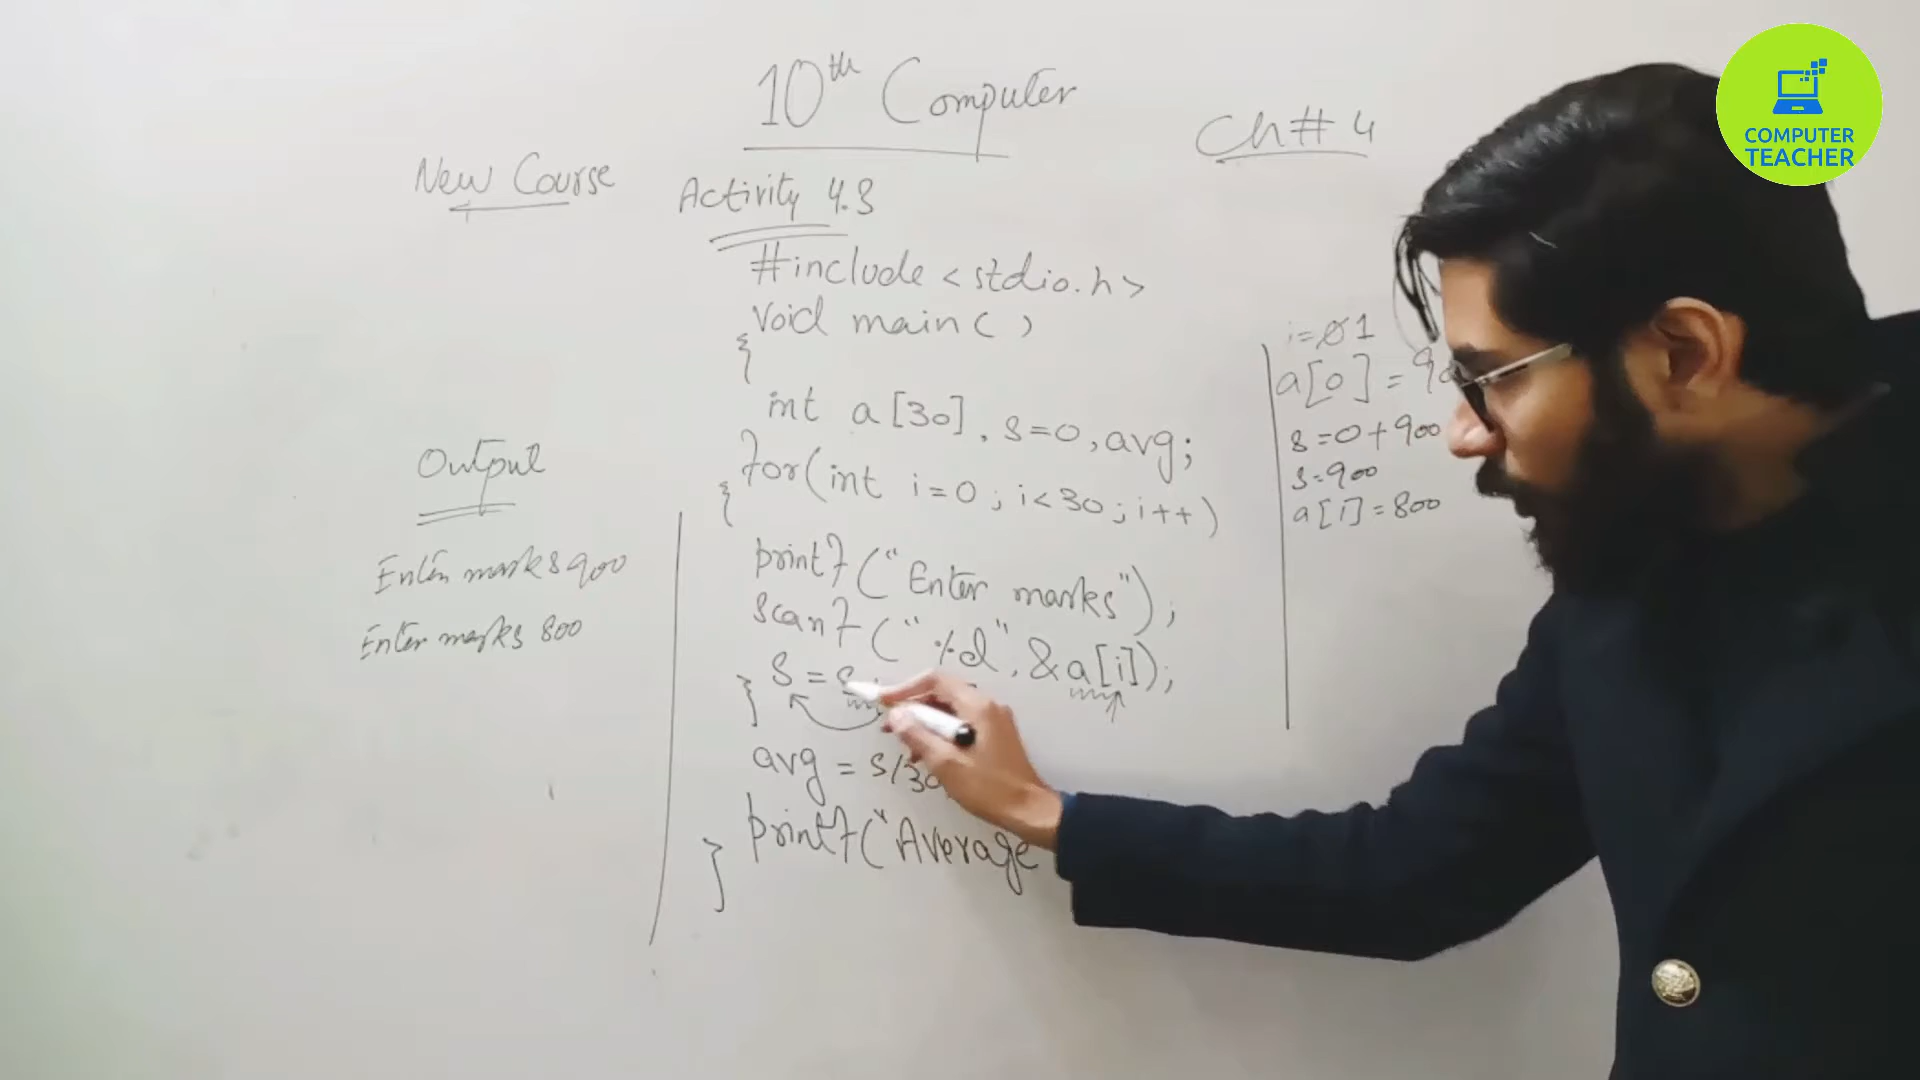 10th Computer
Ch# 4
New Course
Activity 4.3
#include <stdio.h>
void main( )
{
int a[30], s=0, avg;
for(int i=0; i<30; i++)
{
printf("Enter marks");
scanf("%d", &a[i]);
s = s
}
avg = s/30
printf("Average
}
Output
Enter marks 900
Enter marks 800
i=0 1
a[0] = 90
s=0+900
s=900
a[i]=800
COMPUTER
TEACHER